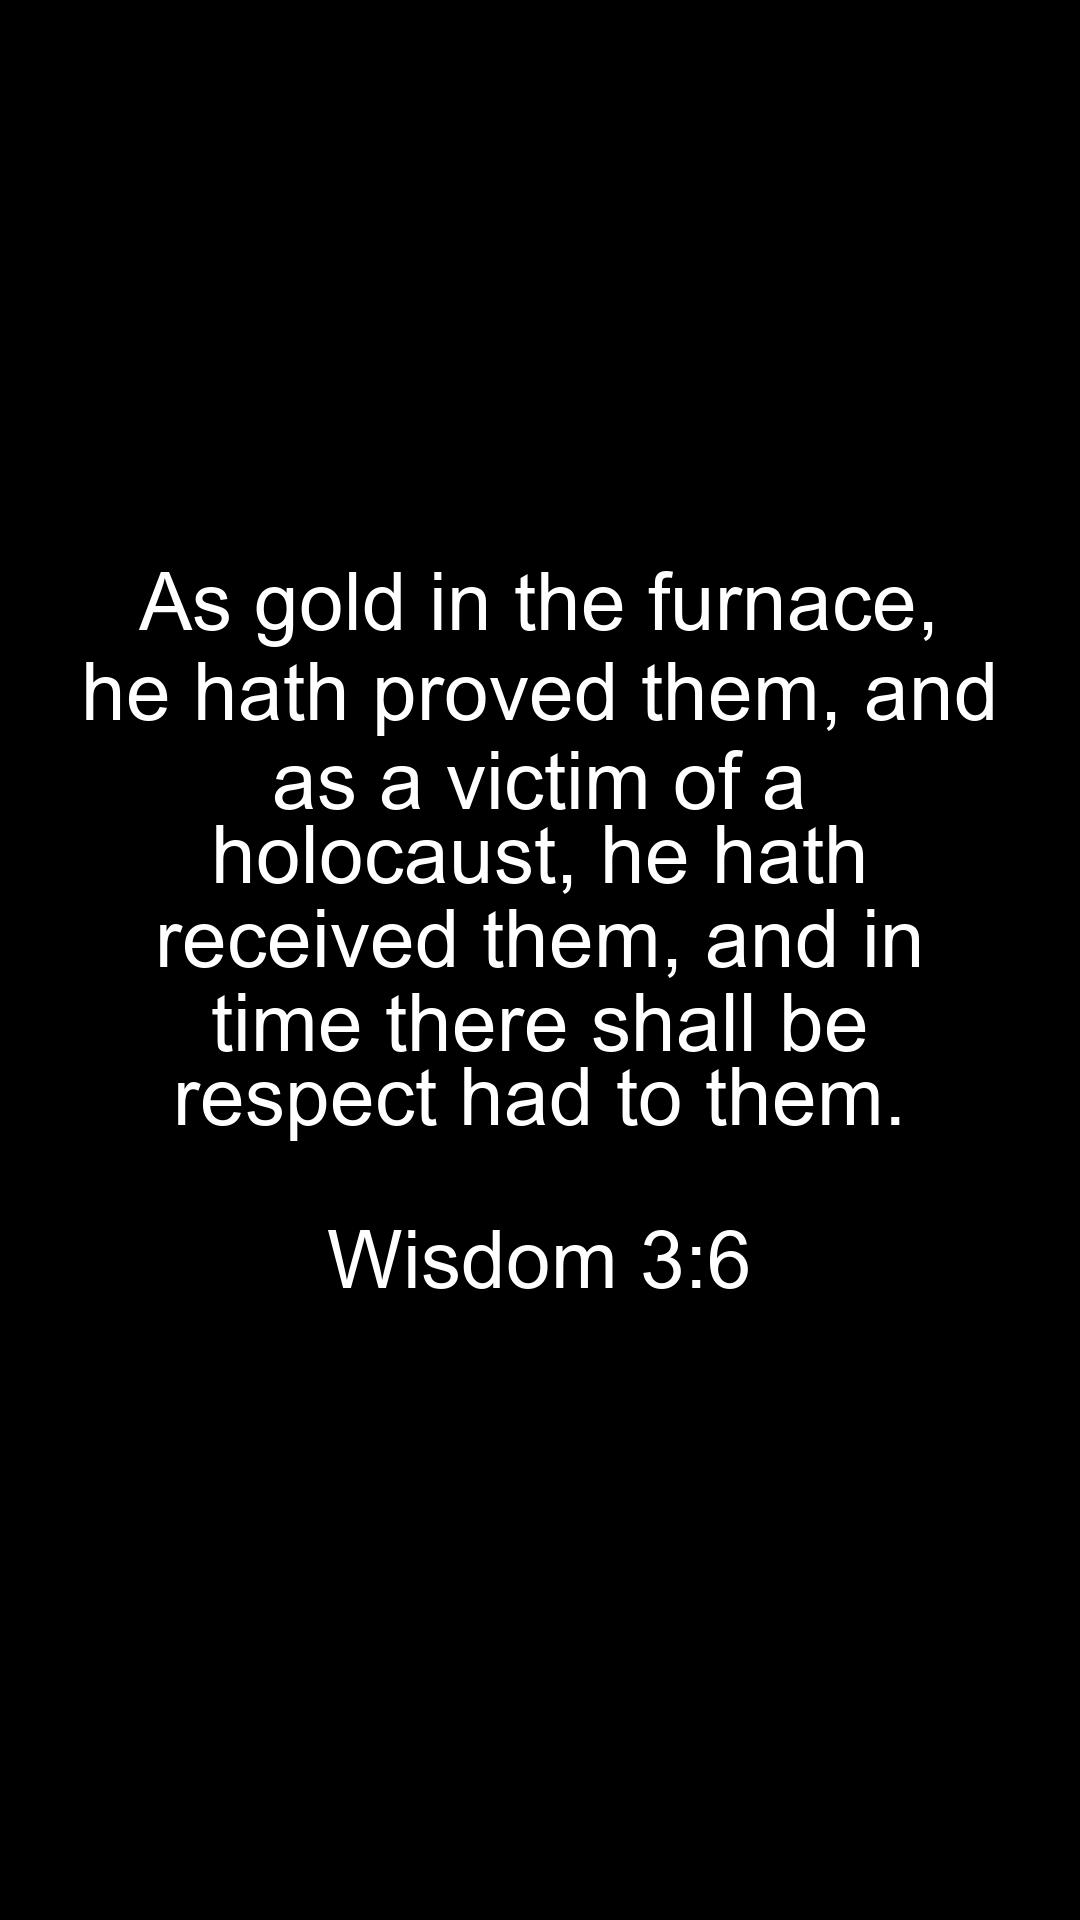 As gold in the furnace,
he hath proved them, and
as a victim of a
holocaust, he hath
received them, and in
time there shall be
respect had to them.
Wisdom 3:6